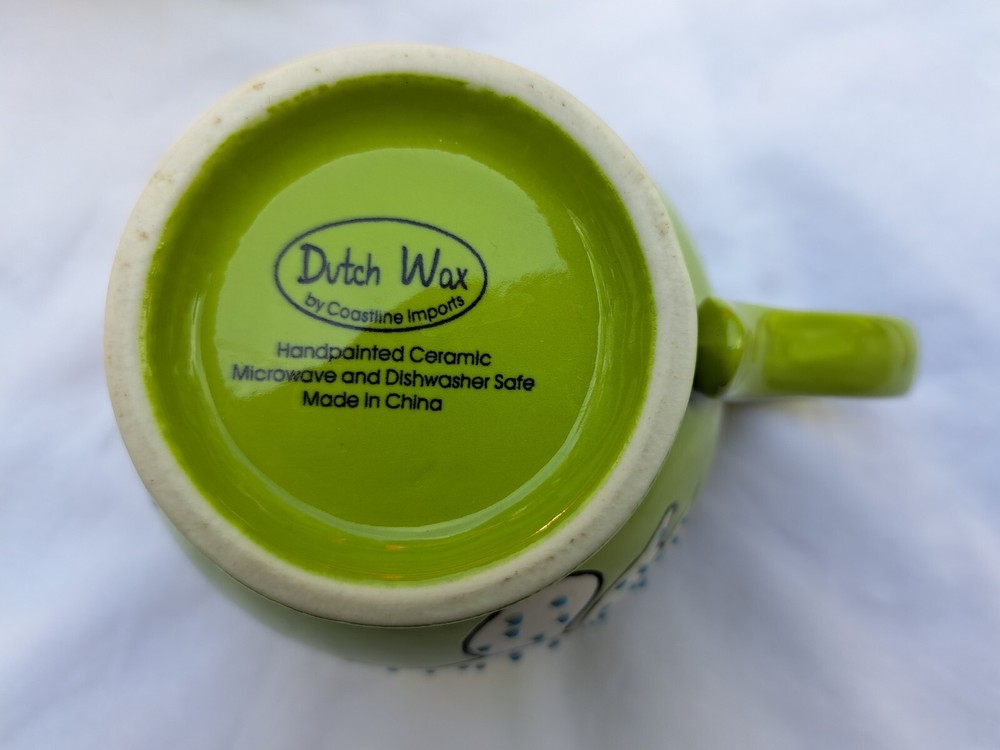 Dutch Wax
by Coastline Imports
Handpainted Ceramic
Microwave and Dishwasher Safe
Made In China